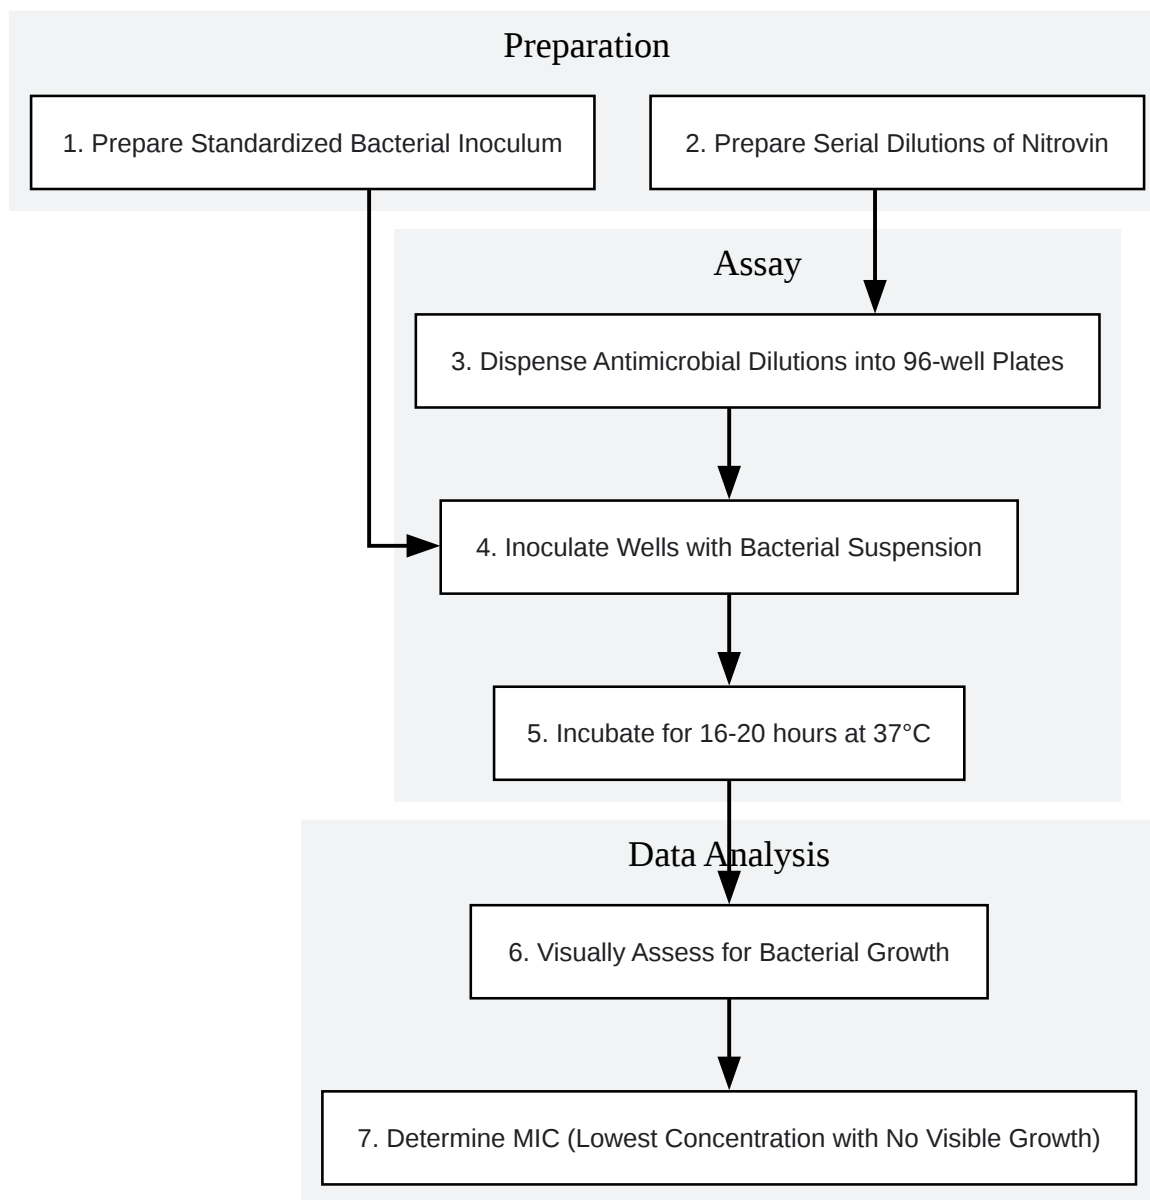 Preparation
1. Prepare Standardized Bacterial Inoculum
2. Prepare Serial Dilutions of Nitrovin
Assay
3. Dispense Antimicrobial Dilutions into 96-well Plates
4. Inoculate Wells with Bacterial Suspension
5. Incubate for 16-20 hours at 37°C
Data Analysis
6. Visually Assess for Bacterial Growth
7. Determine MIC (Lowest Concentration with No Visible Growth)